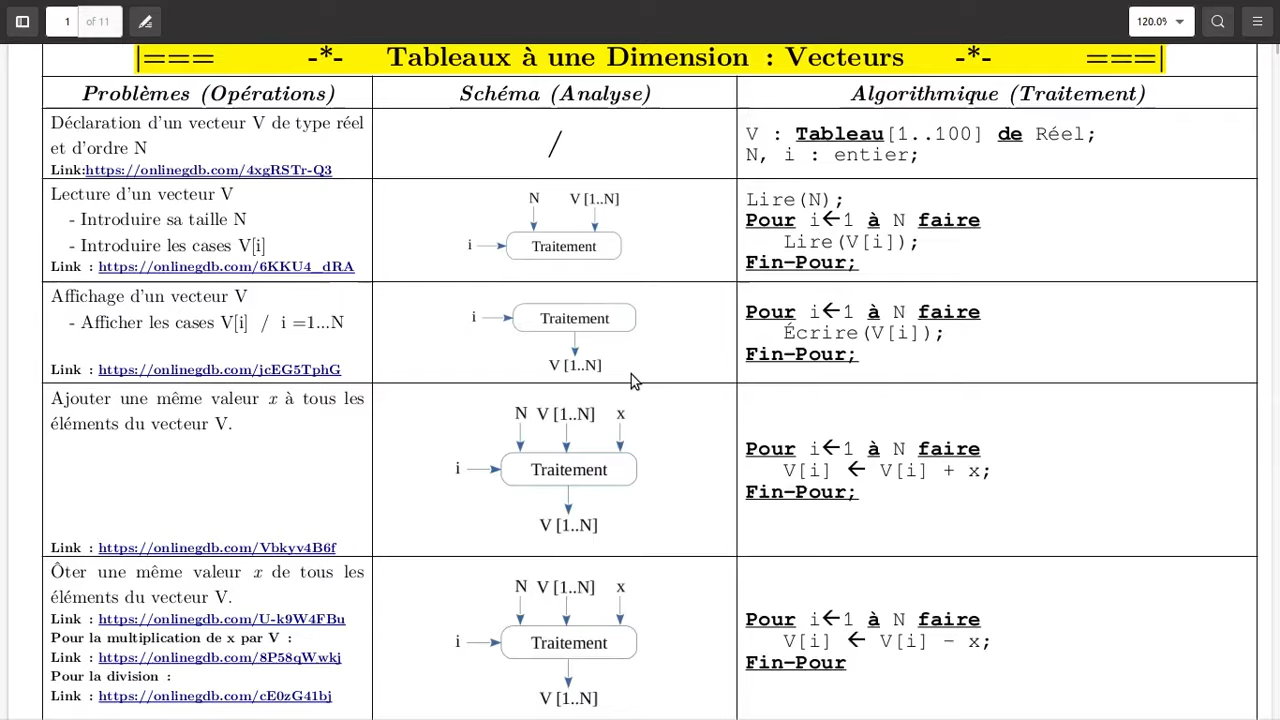 1 of 11 120.0%
|=== -*- Tableaux à une Dimension : Vecteurs -*- ===|
Problèmes (Opérations) Schéma (Analyse) Algorithmique (Traitement)
Déclaration d'un vecteur V de type réel
et d'ordre N
Link:https://onlinegdb.com/4xgRSTr-Q3
/
V : Tableau[1..100] de Réel;
N, i : entier;
Lecture d'un vecteur V
- Introduire sa taille N
- Introduire les cases V[i]
Link : https://onlinegdb.com/6KKU4_dRA
N V [1..N]
i Traitement
Lire(N);
Pour i←1 à N faire
Lire(V[i]);
Fin-Pour;
Affichage d'un vecteur V
- Afficher les cases V[i] / i =1...N
Link : https://onlinegdb.com/jcEG5TphG
i Traitement
V [1..N]
Pour i←1 à N faire
Écrire(V[i]);
Fin-Pour;
Ajouter une même valeur x à tous les
éléments du vecteur V.
Link : https://onlinegdb.com/Vbkyv4B6f
N V [1..N] x
i Traitement
V [1..N]
Pour i←1 à N faire
V[i] ← V[i] + x;
Fin-Pour;
Ôter une même valeur x de tous les
éléments du vecteur V.
Link : https://onlinegdb.com/U-k9W4FBu
Pour la multiplication de x par V :
Link : https://onlinegdb.com/8P58qWwkj
Pour la division :
Link : https://onlinegdb.com/cE0zG41bj
N V [1..N] x
i Traitement
V [1..N]
Pour i←1 à N faire
V[i] ← V[i] - x;
Fin-Pour